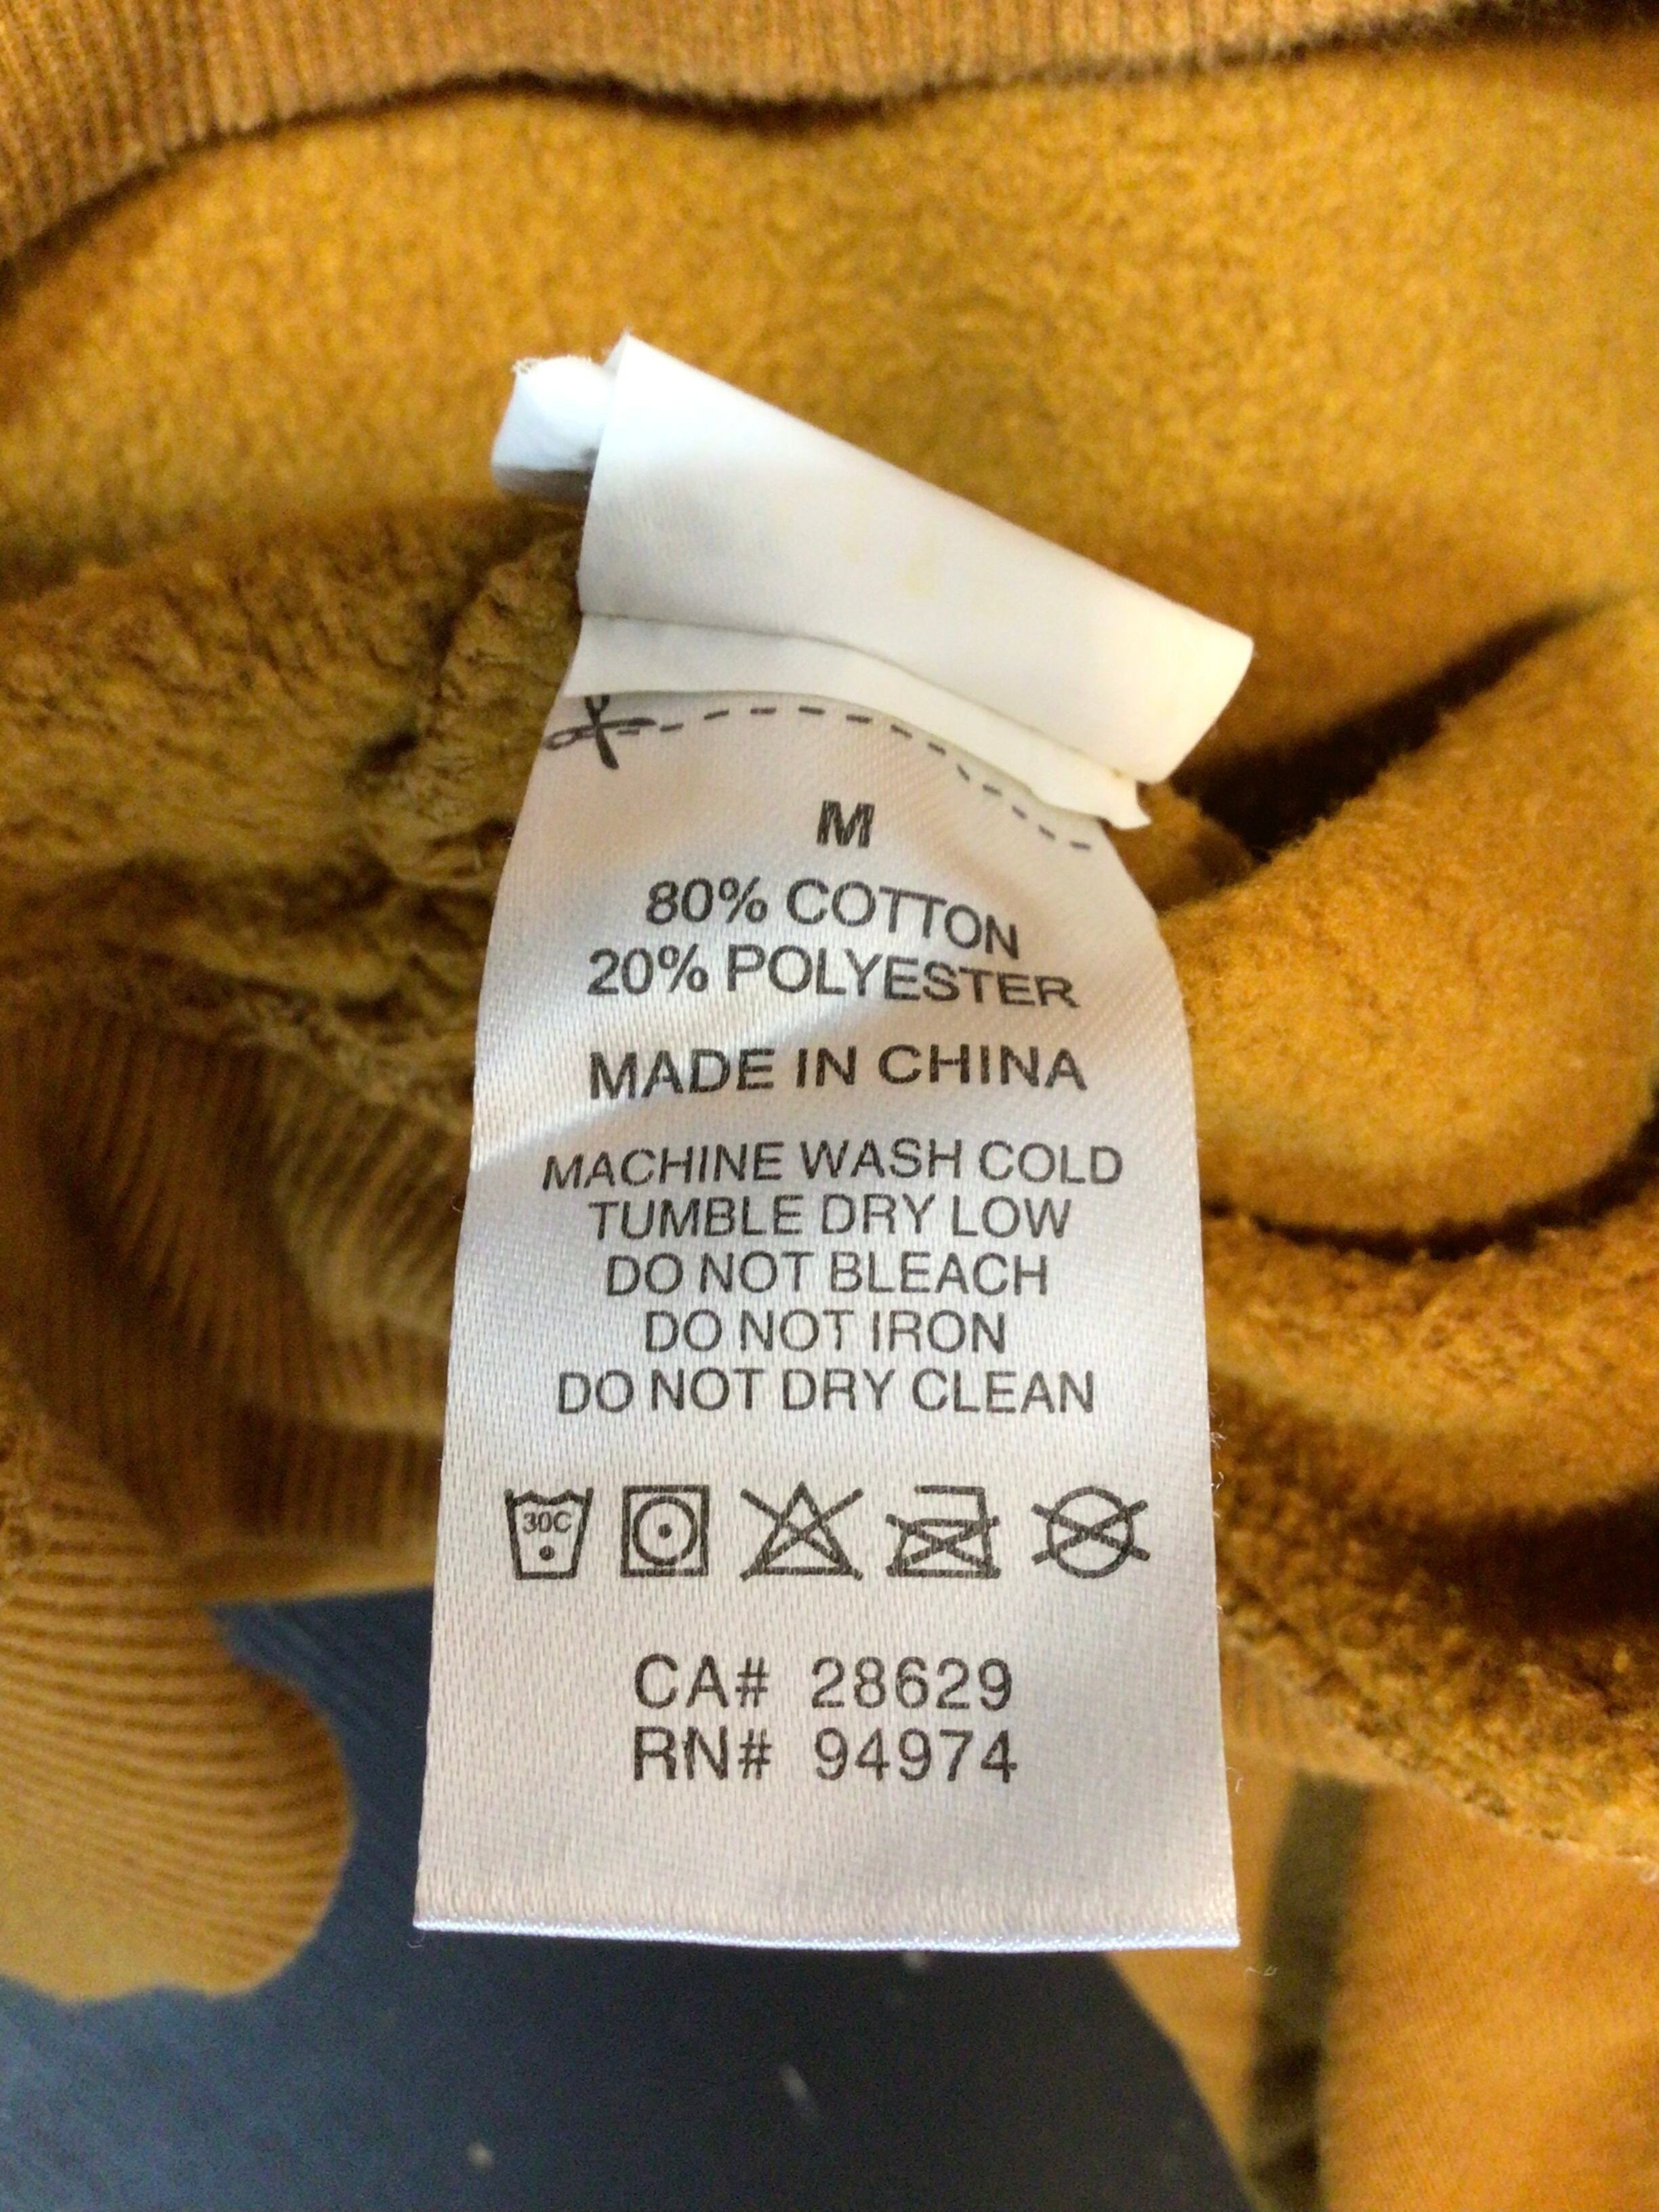 M
80% COTTON
20% POLYESTER
MADE IN CHINA
MACHINE WASH COLD
TUMBLE DRY LOW
DO NOT BLEACH
DO NOT IRON
DO NOT DRY CLEAN
30C
CA# 28629
RN# 94974